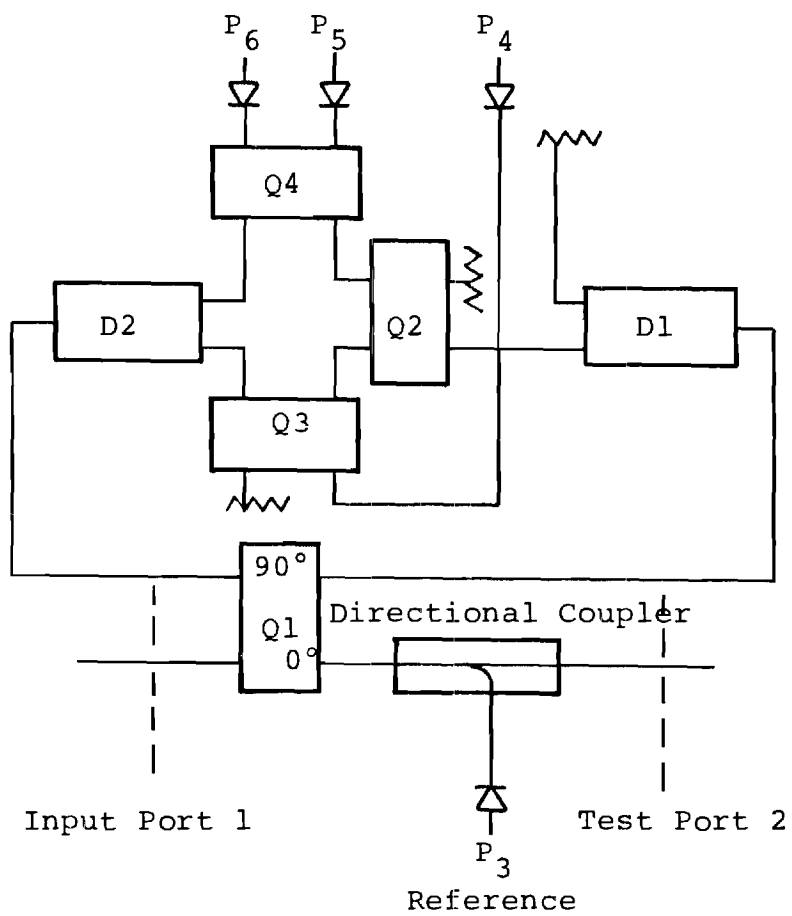 P6 P5 P4
Q4
D2 Q2 D1
Q3
90°
Q1 Directional Coupler
0°
Input Port 1 Test Port 2
P3
Reference